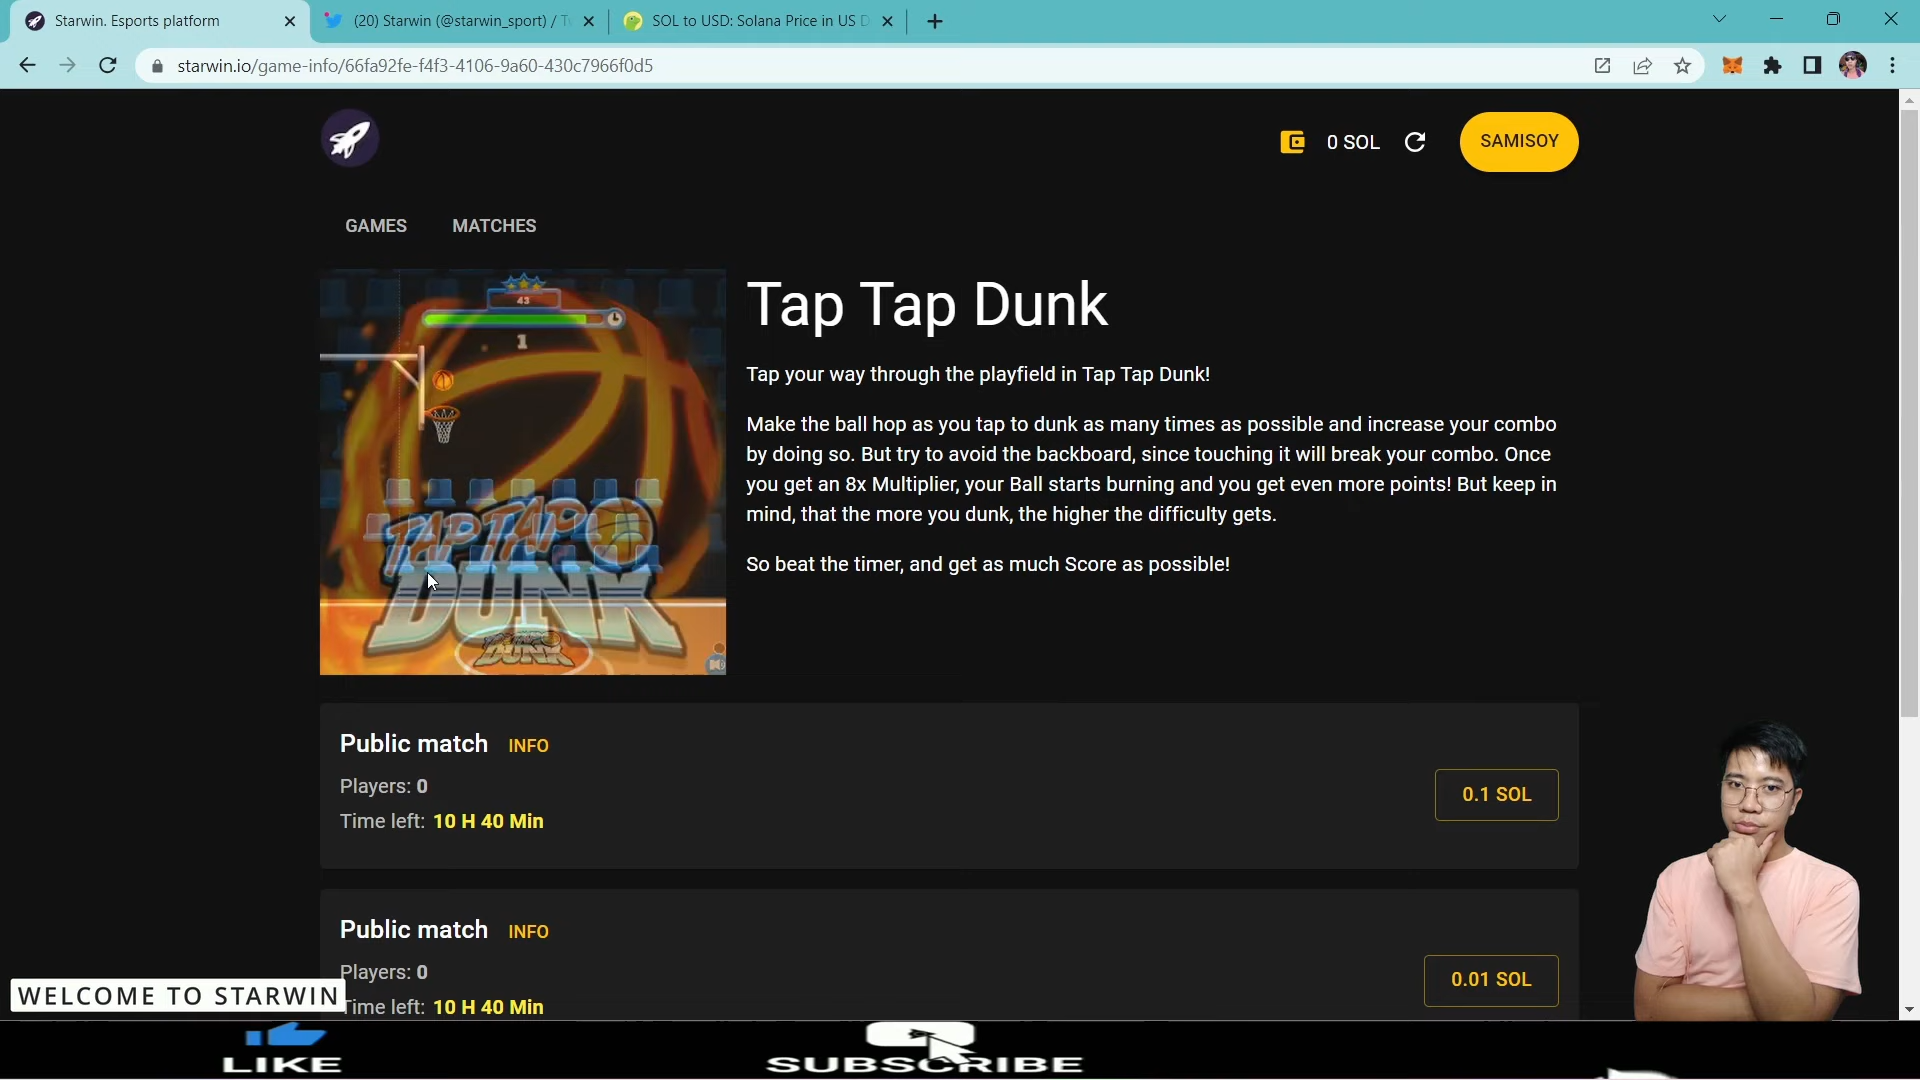 Starwin. Esports platform
(20) Starwin (@starwin_sport) /
SOL to USD: Solana Price in US D
starwin.io/game-info/66fa92fe-f4f3-4106-9a60-430c7966f0d5
0 SOL
SAMISOY
GAMES
MATCHES
43
1
TAP TAP
DUNK
TAP TAP
DUNK
Tap Tap Dunk
Tap your way through the playfield in Tap Tap Dunk!
Make the ball hop as you tap to dunk as many times as possible and increase your combo
by doing so. But try to avoid the backboard, since touching it will break your combo. Once
you get an 8x Multiplier, your Ball starts burning and you get even more points! But keep in
mind, that the more you dunk, the higher the difficulty gets.
So beat the timer, and get as much Score as possible!
Public match INFO
Players: 0
Time left: 10 H 40 Min
0.1 SOL
Public match INFO
Players: 0
Time left: 10 H 40 Min
0.01 SOL
WELCOME TO STARWIN
LIKE
SUBSCRIBE